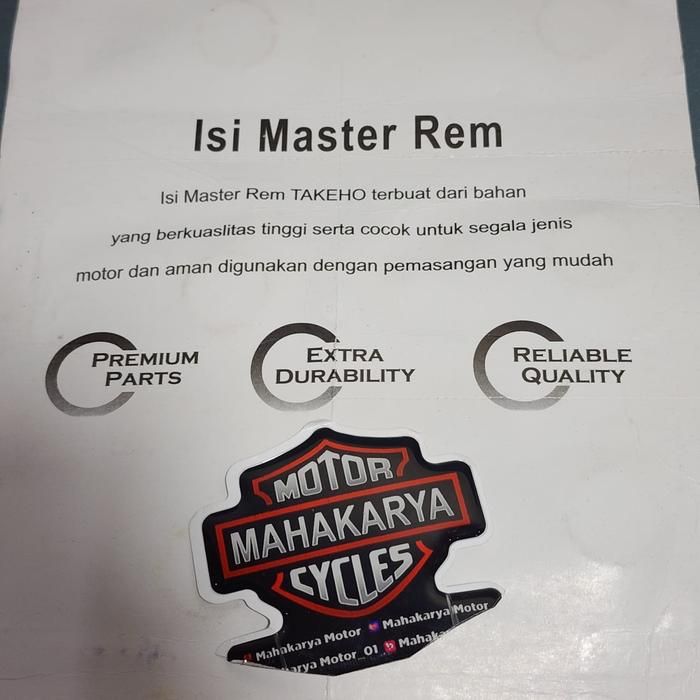 Isi Master Rem
Isi Master Rem TAKEHO terbuat dari bahan
yang berkuaslitas tinggi serta cocok untuk segala jenis
motor dan aman digunakan dengan pemasangan yang mudah
PREMIUM
PARTS
EXTRA
DURABILITY
RELIABLE
QUALITY
MOTOR
MAHAKARYA
CYCLES
Mahakarya Motor Mahakarya Motor
Motor_01